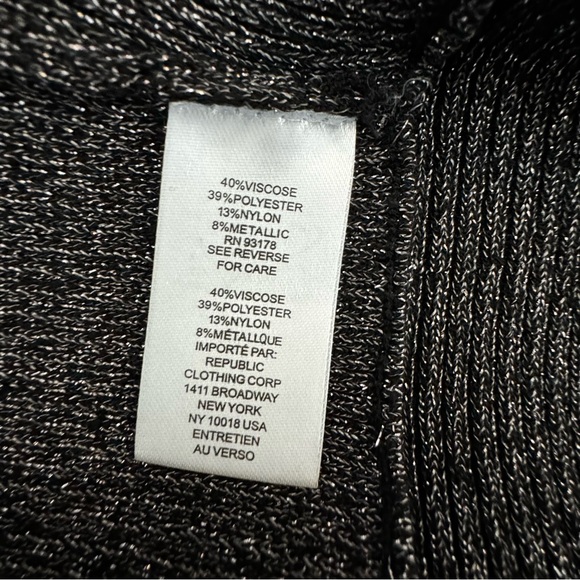 40%VISCOSE
39%POLYESTER
13%NYLON
8%METALLIC
RN 93178
SEE REVERSE
FOR CARE
40%VISCOSE
39%POLYESTER
13%NYLON
8%MÉTALLIQUE
IMPORTÉ PAR:
REPUBLIC
CLOTHING CORP
1411 BROADWAY
NEW YORK
NY 10018 USA
ENTRETIEN
AU VERSO